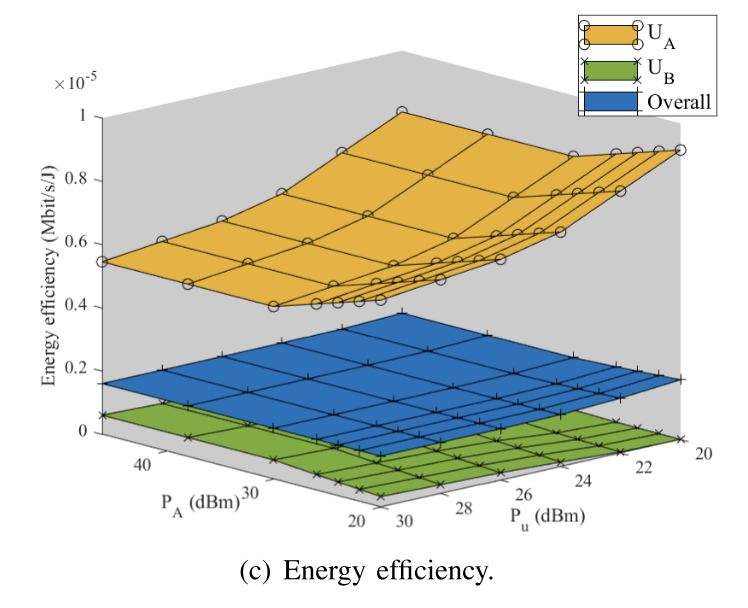 U_A
U_B
Overall
×10^-5
1
0.8
0.6
0.4
0.2
0
Energy efficiency (Mbit/s/J)
40
30
20
P_A (dBm)
30
28
26
24
22
20
P_u (dBm)
(c) Energy efficiency.